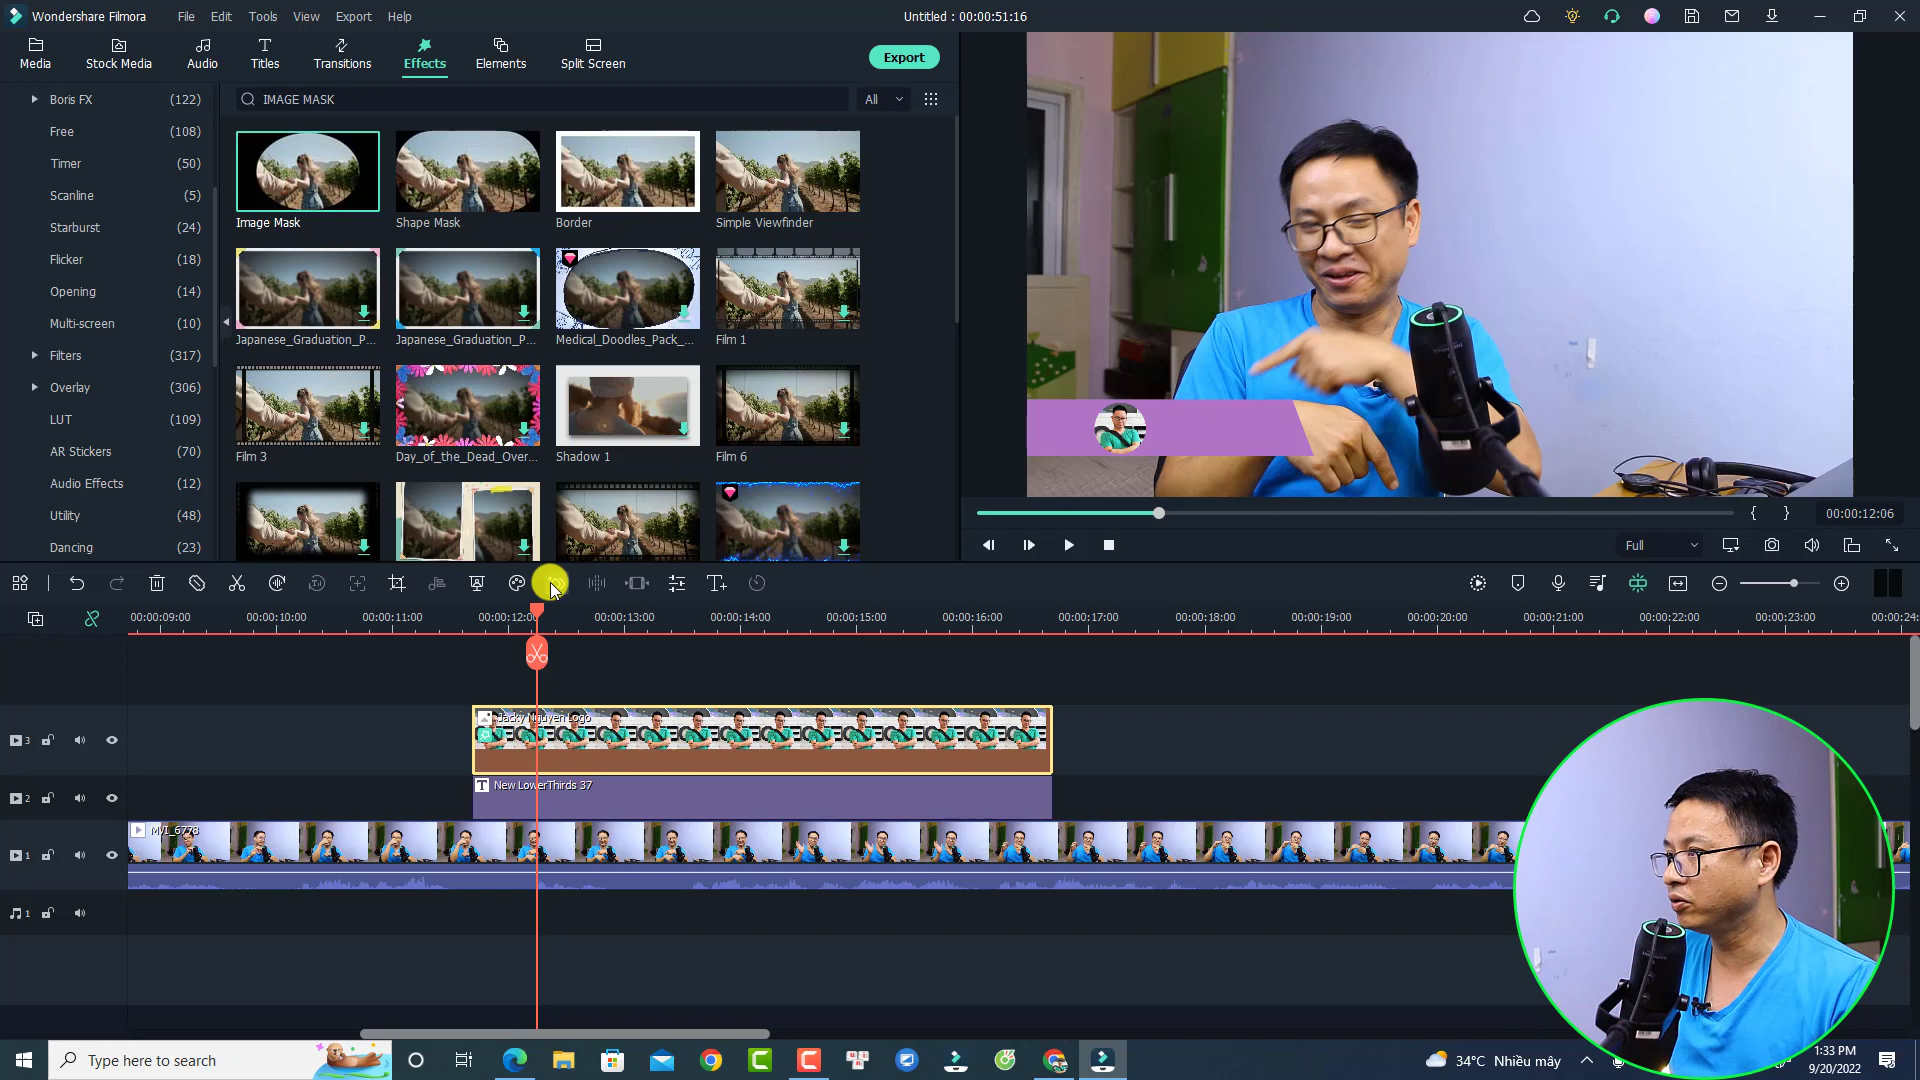 Wondershare Filmora
File
Edit
Tools
View
Export
Help
Untitled : 00:00:51:16
Media
Stock Media
Audio
Titles
Transitions
Effects
Elements
Split Screen
Export
Boris FX (122)
Free (108)
Timer (50)
Scanline (5)
Starburst (24)
Flicker (18)
Opening (14)
Multi-screen (10)
Filters (317)
Overlay (306)
LUT (109)
AR Stickers (70)
Audio Effects (12)
Utility (48)
Dancing (23)
IMAGE MASK
All
Image Mask
Shape Mask
Border
Simple Viewfinder
Japanese_Graduation_P...
Japanese_Graduation_P...
Medical_Doodles_Pack_...
Film 1
Film 3
Day_of_the_Dead_Over...
Shadow 1
Film 6
00:00:12:06
Full
00:00:09:00
00:00:10:00
00:00:11:00
00:00:12:00
00:00:13:00
00:00:14:00
00:00:15:00
00:00:16:00
00:00:17:00
00:00:18:00
00:00:19:00
00:00:20:00
00:00:21:00
00:00:22:00
00:00:23:00
00:00:24:
3
Jacky Nguyen Logo
2
New LowerThirds 37
1
MVI_6778
1
Type here to search
34°C Nhiều mây
1:33 PM
9/20/2022